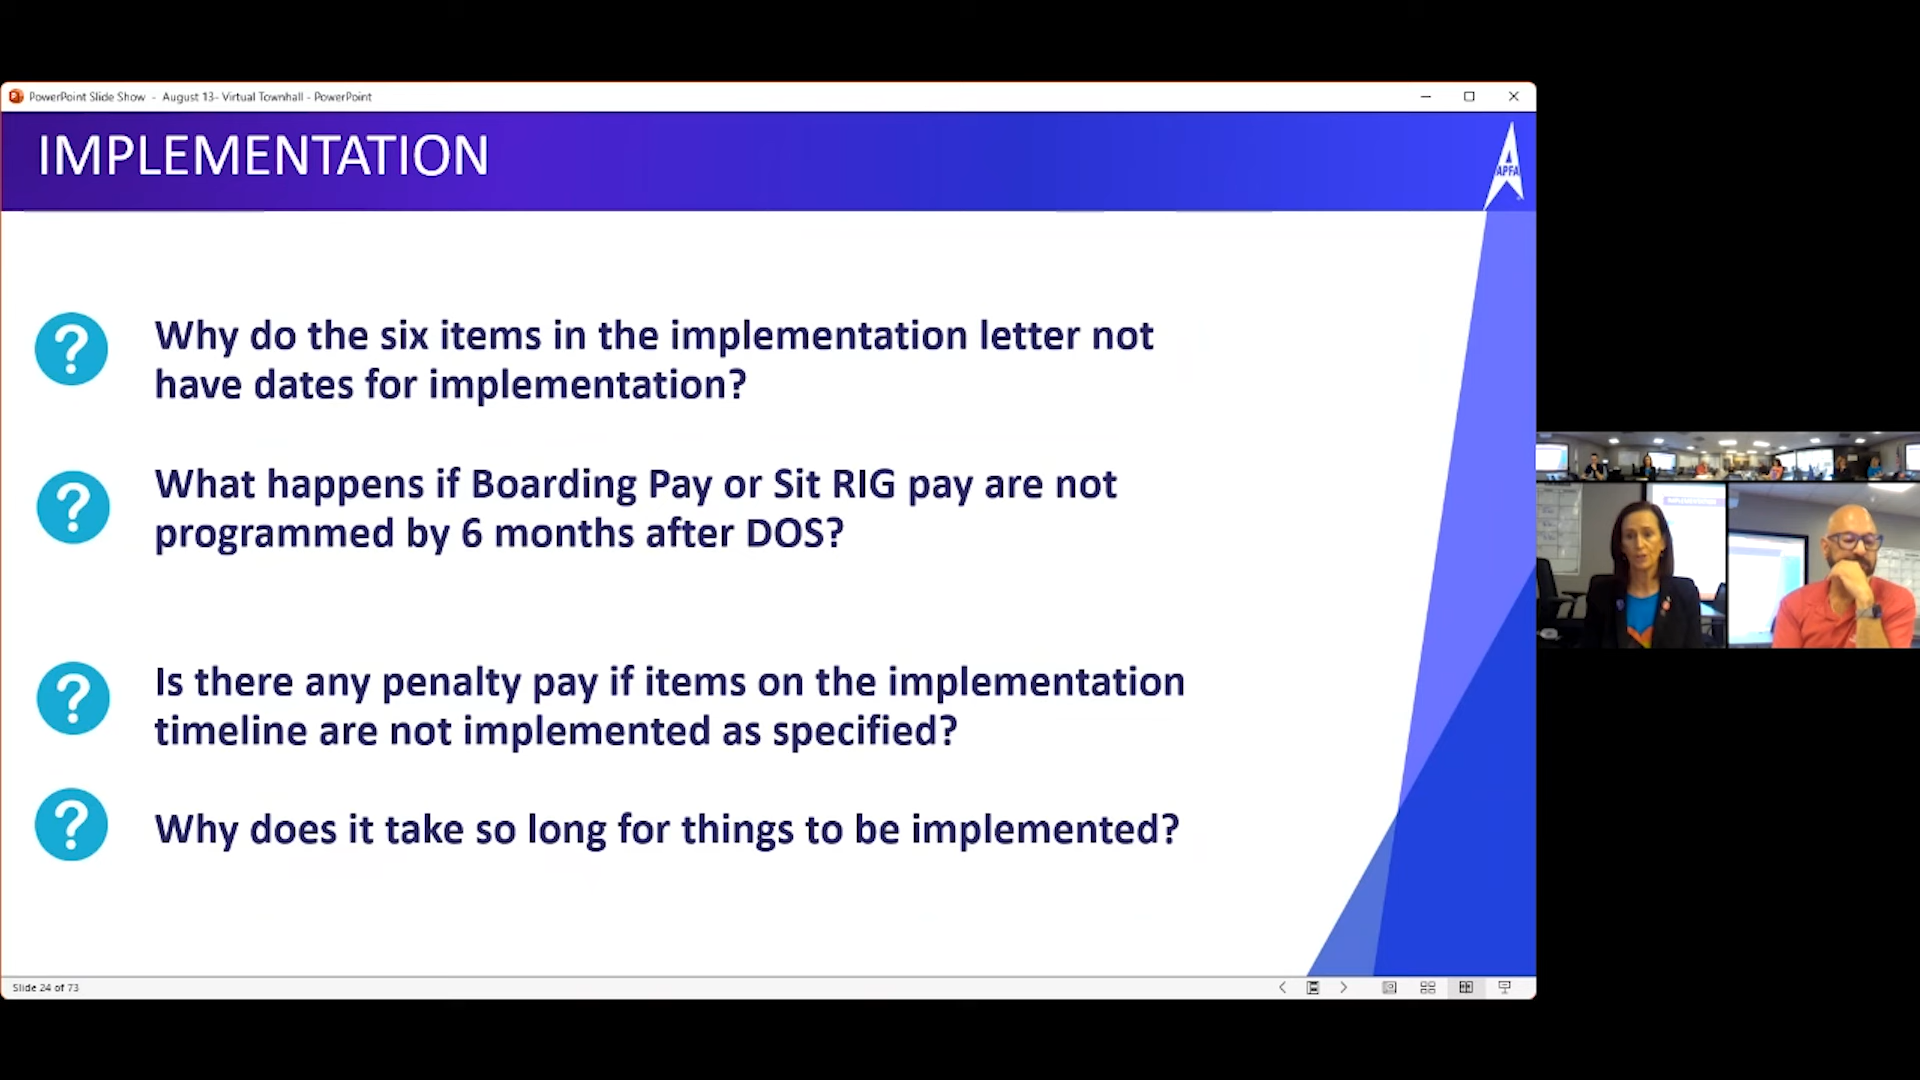 PowerPoint Slide Show - August 13- Virtual Townhall - PowerPoint
IMPLEMENTATION
APFA
Why do the six items in the implementation letter not
have dates for implementation?
What happens if Boarding Pay or Sit RIG pay are not
programmed by 6 months after DOS?
Is there any penalty pay if items on the implementation
timeline are not implemented as specified?
Why does it take so long for things to be implemented?
Slide 24 of 73